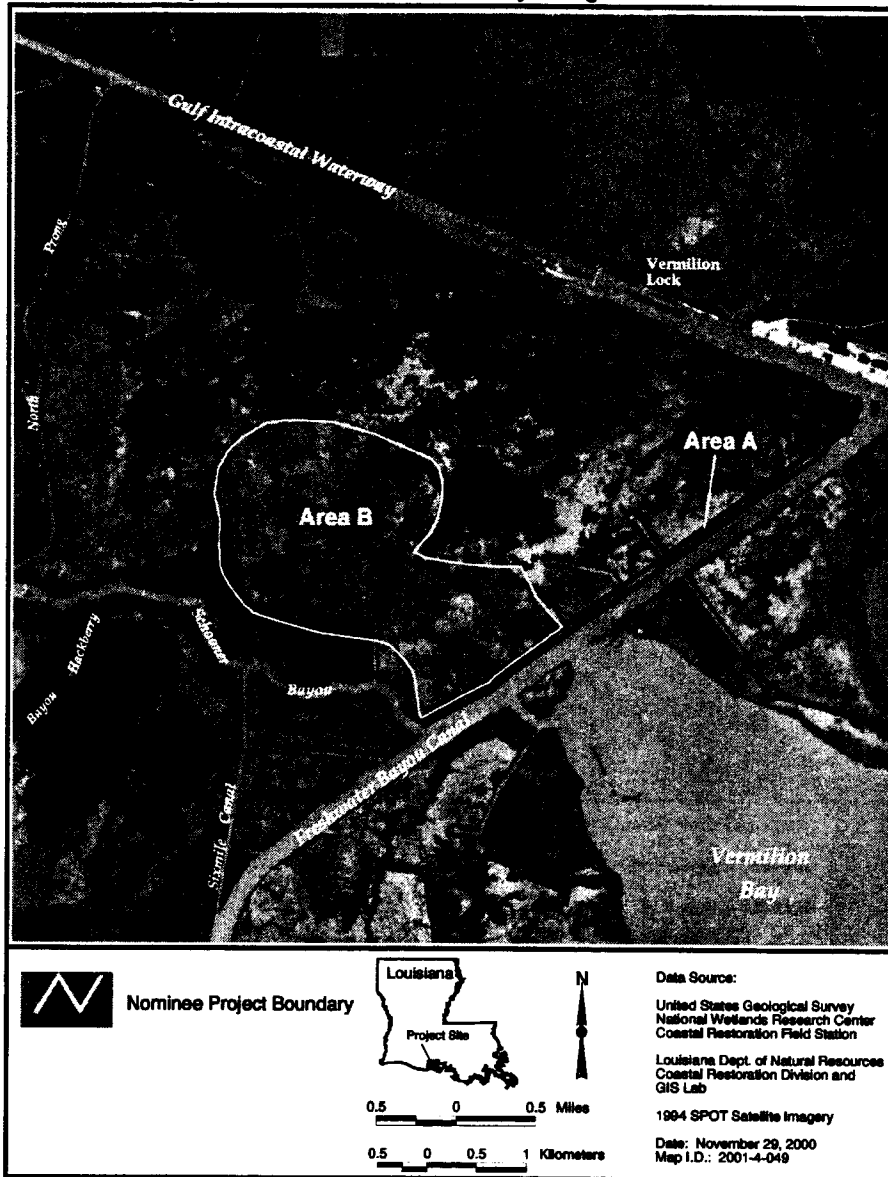 Gulf Intracoastal Waterway
Prong
North
Vermilion
Lock
Area A
Area B
Schooner
Bayou
Bayou Hackberry
Sixmile Canal
Freshwater Bayou Canal
Vermilion
Bay
Nominee Project Boundary
Louisiana
Project Site
N
0.5 0 0.5 Miles
0.5 0 0.5 1 Kilometers
Data Source:
United States Geological Survey
National Wetlands Research Center
Coastal Restoration Field Station
Louisiana Dept. of Natural Resources
Coastal Restoration Division and
GIS Lab
1994 SPOT Satellite Imagery
Date: November 29, 2000
Map I.D.: 2001-4-049